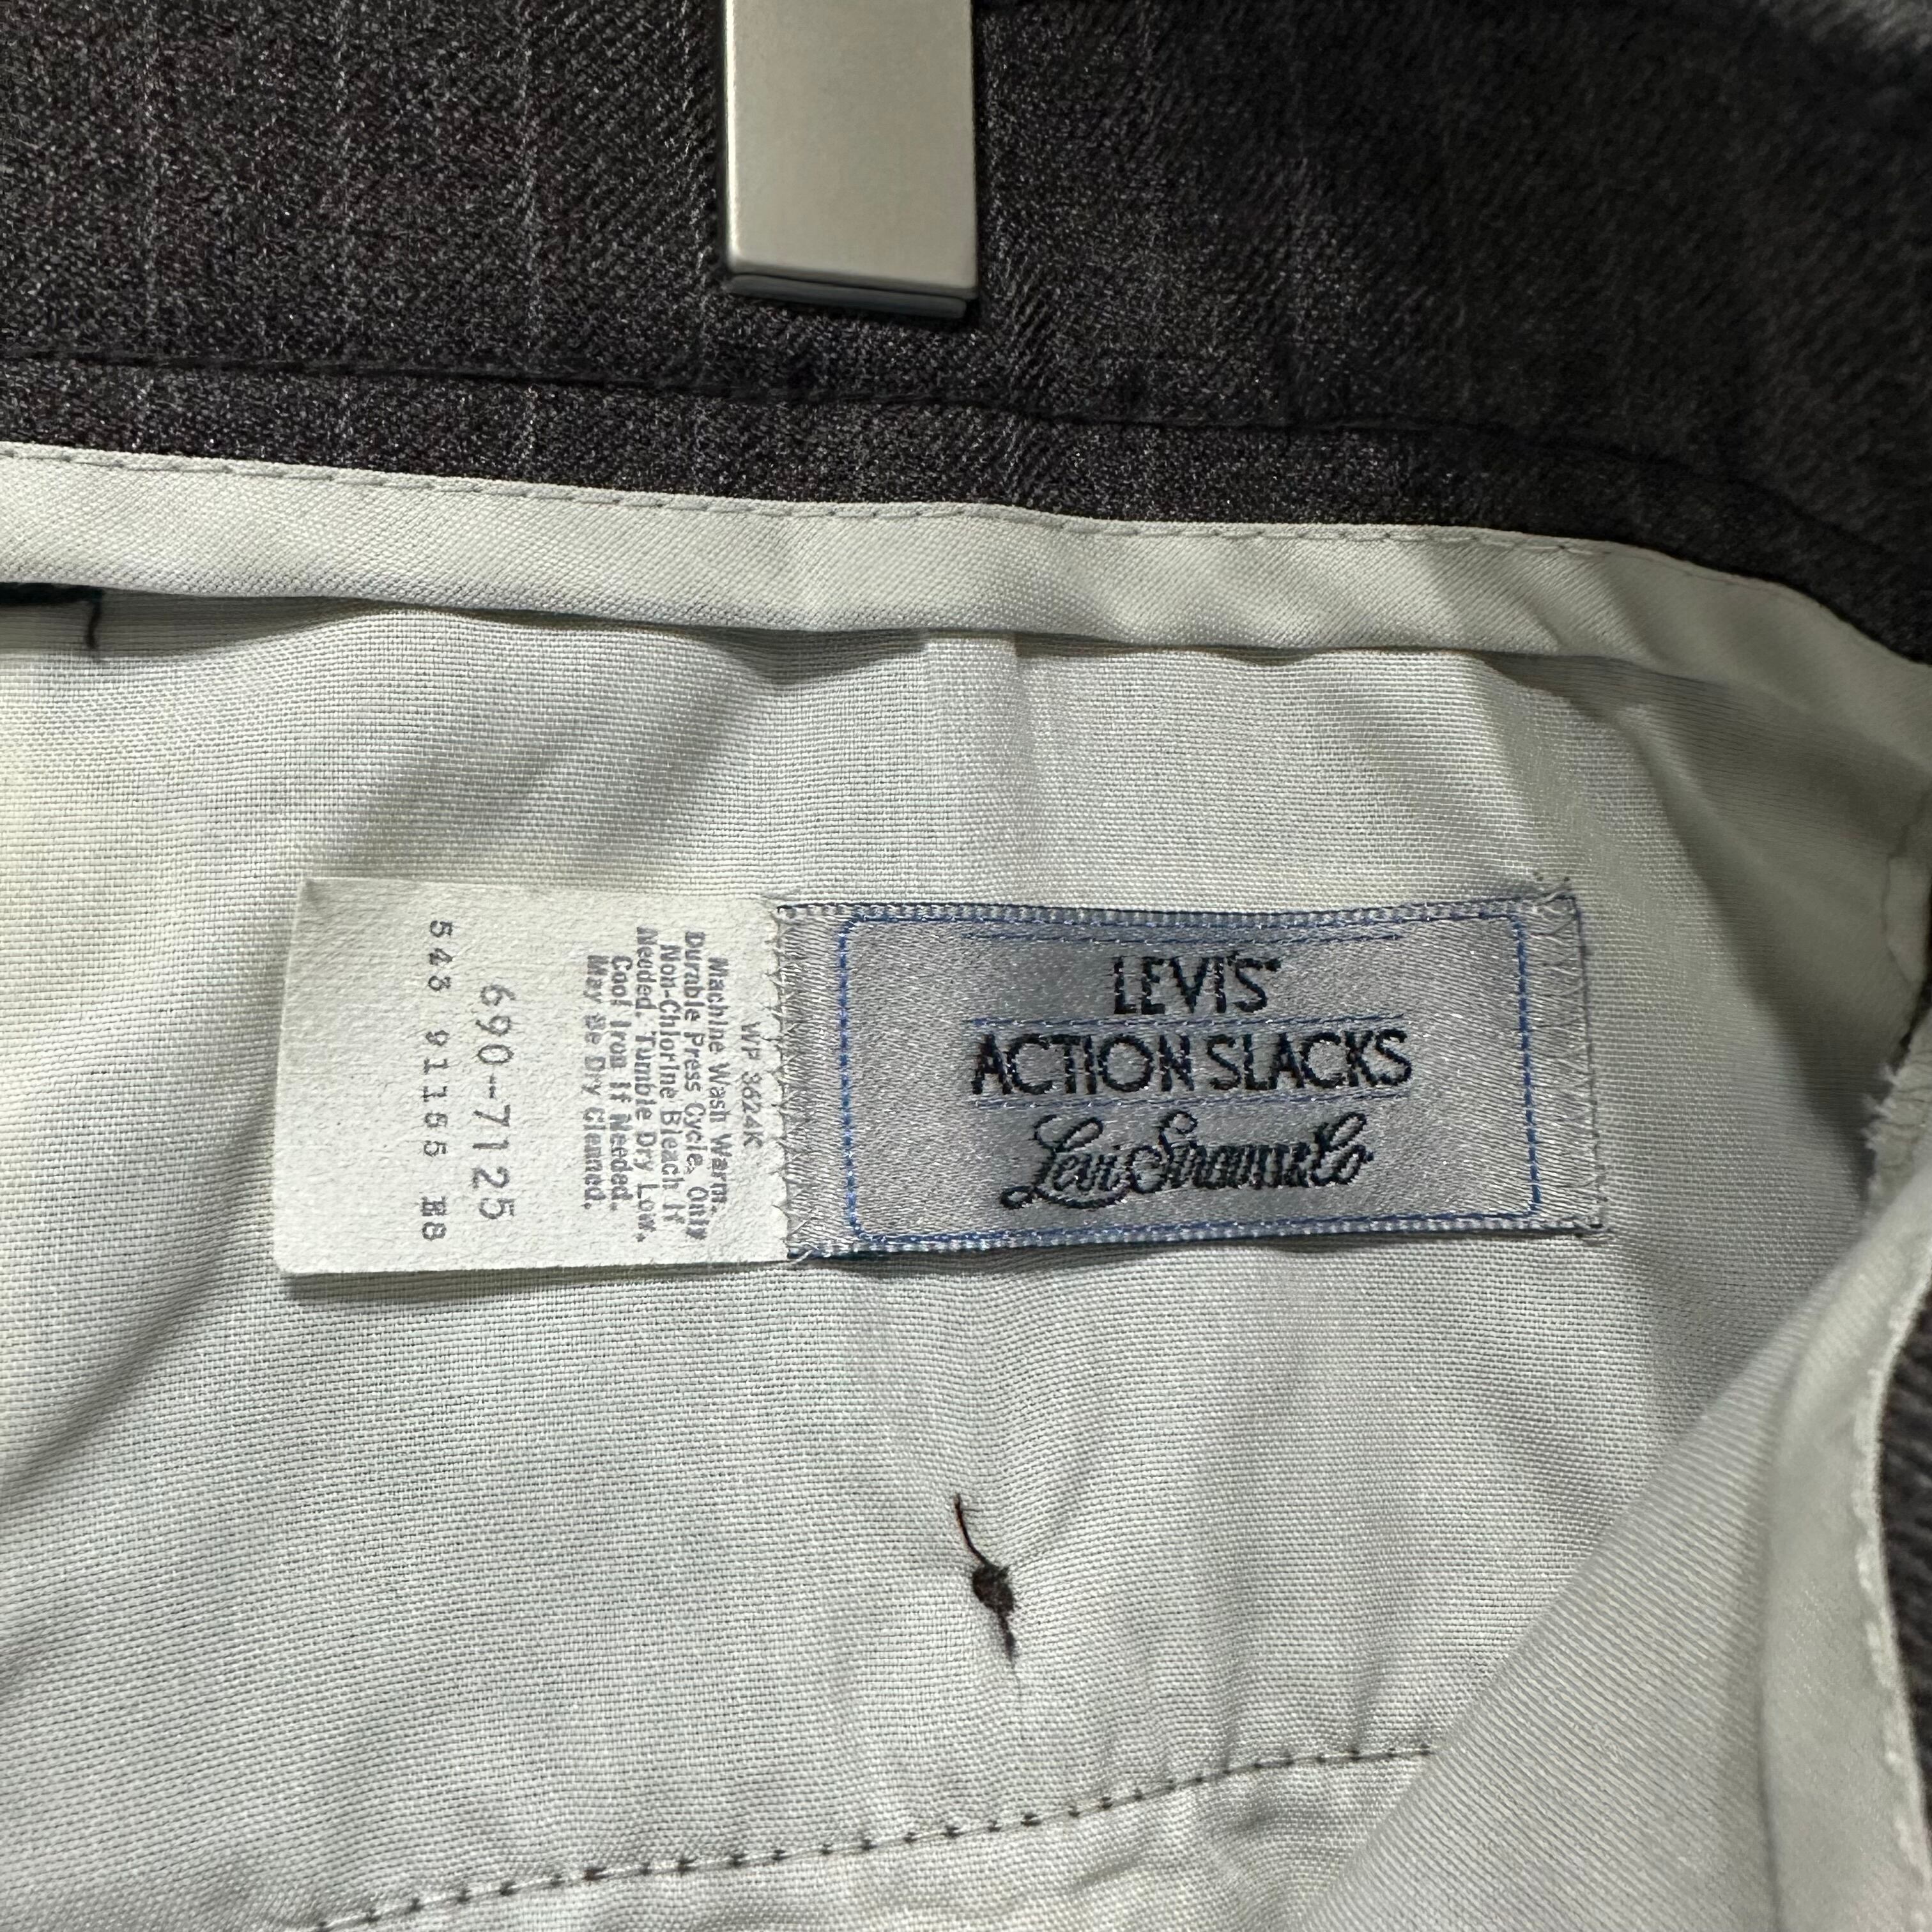 LEVI'S
ACTION SLACKS
Levi Strauss & Co
WP 3624K
Machine Wash Warm.
Durable Press Cycle. Only
Non-Chlorine Bleach if
Needed. Tumble Dry Low.
Cool Iron if Needed.
May Be Dry Cleaned.
690-7125
543 91155